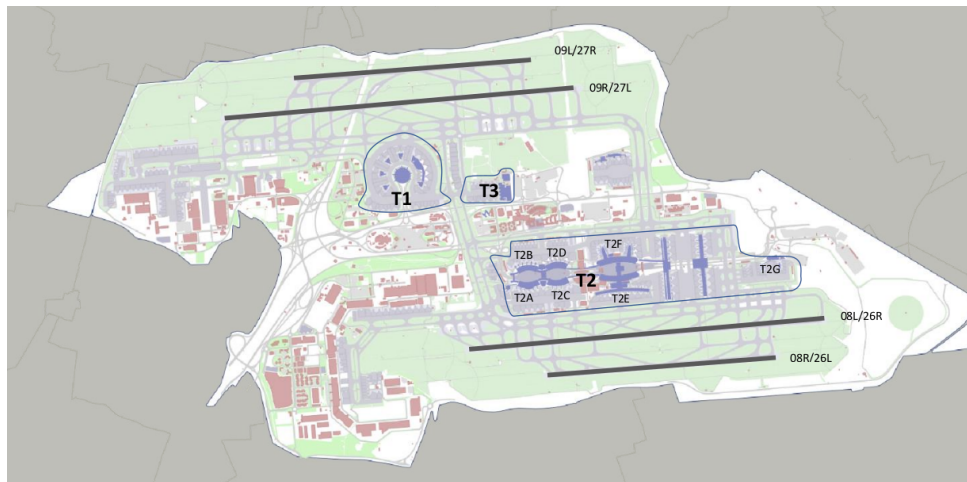 09L/27R
09R/27L
T1
T3
T2B
T2D
T2F
T2G
T2
T2A
T2C
T2E
08L/26R
08R/26L